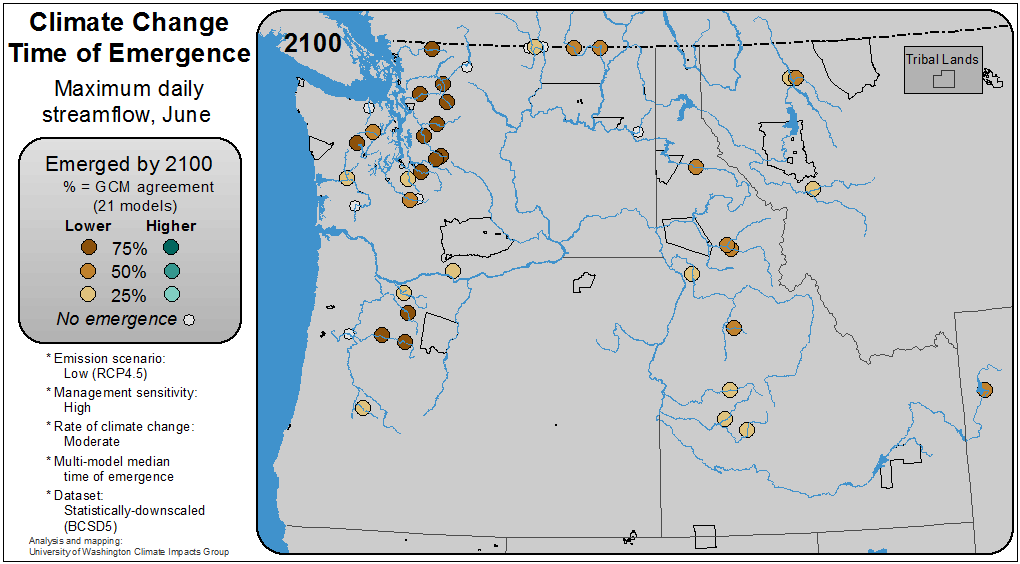 Climate Change
Time of Emergence
Maximum daily
streamflow, June
Emerged by 2100
% = GCM agreement
(21 models)
Lower Higher
75%
50%
25%
No emergence
* Emission scenario:
Low (RCP4.5)
* Management sensitivity:
High
* Rate of climate change:
Moderate
* Multi-model median
time of emergence
* Dataset:
Statistically-downscaled
(BCSD5)
Analysis and mapping:
University of Washington Climate Impacts Group
2100
Tribal Lands